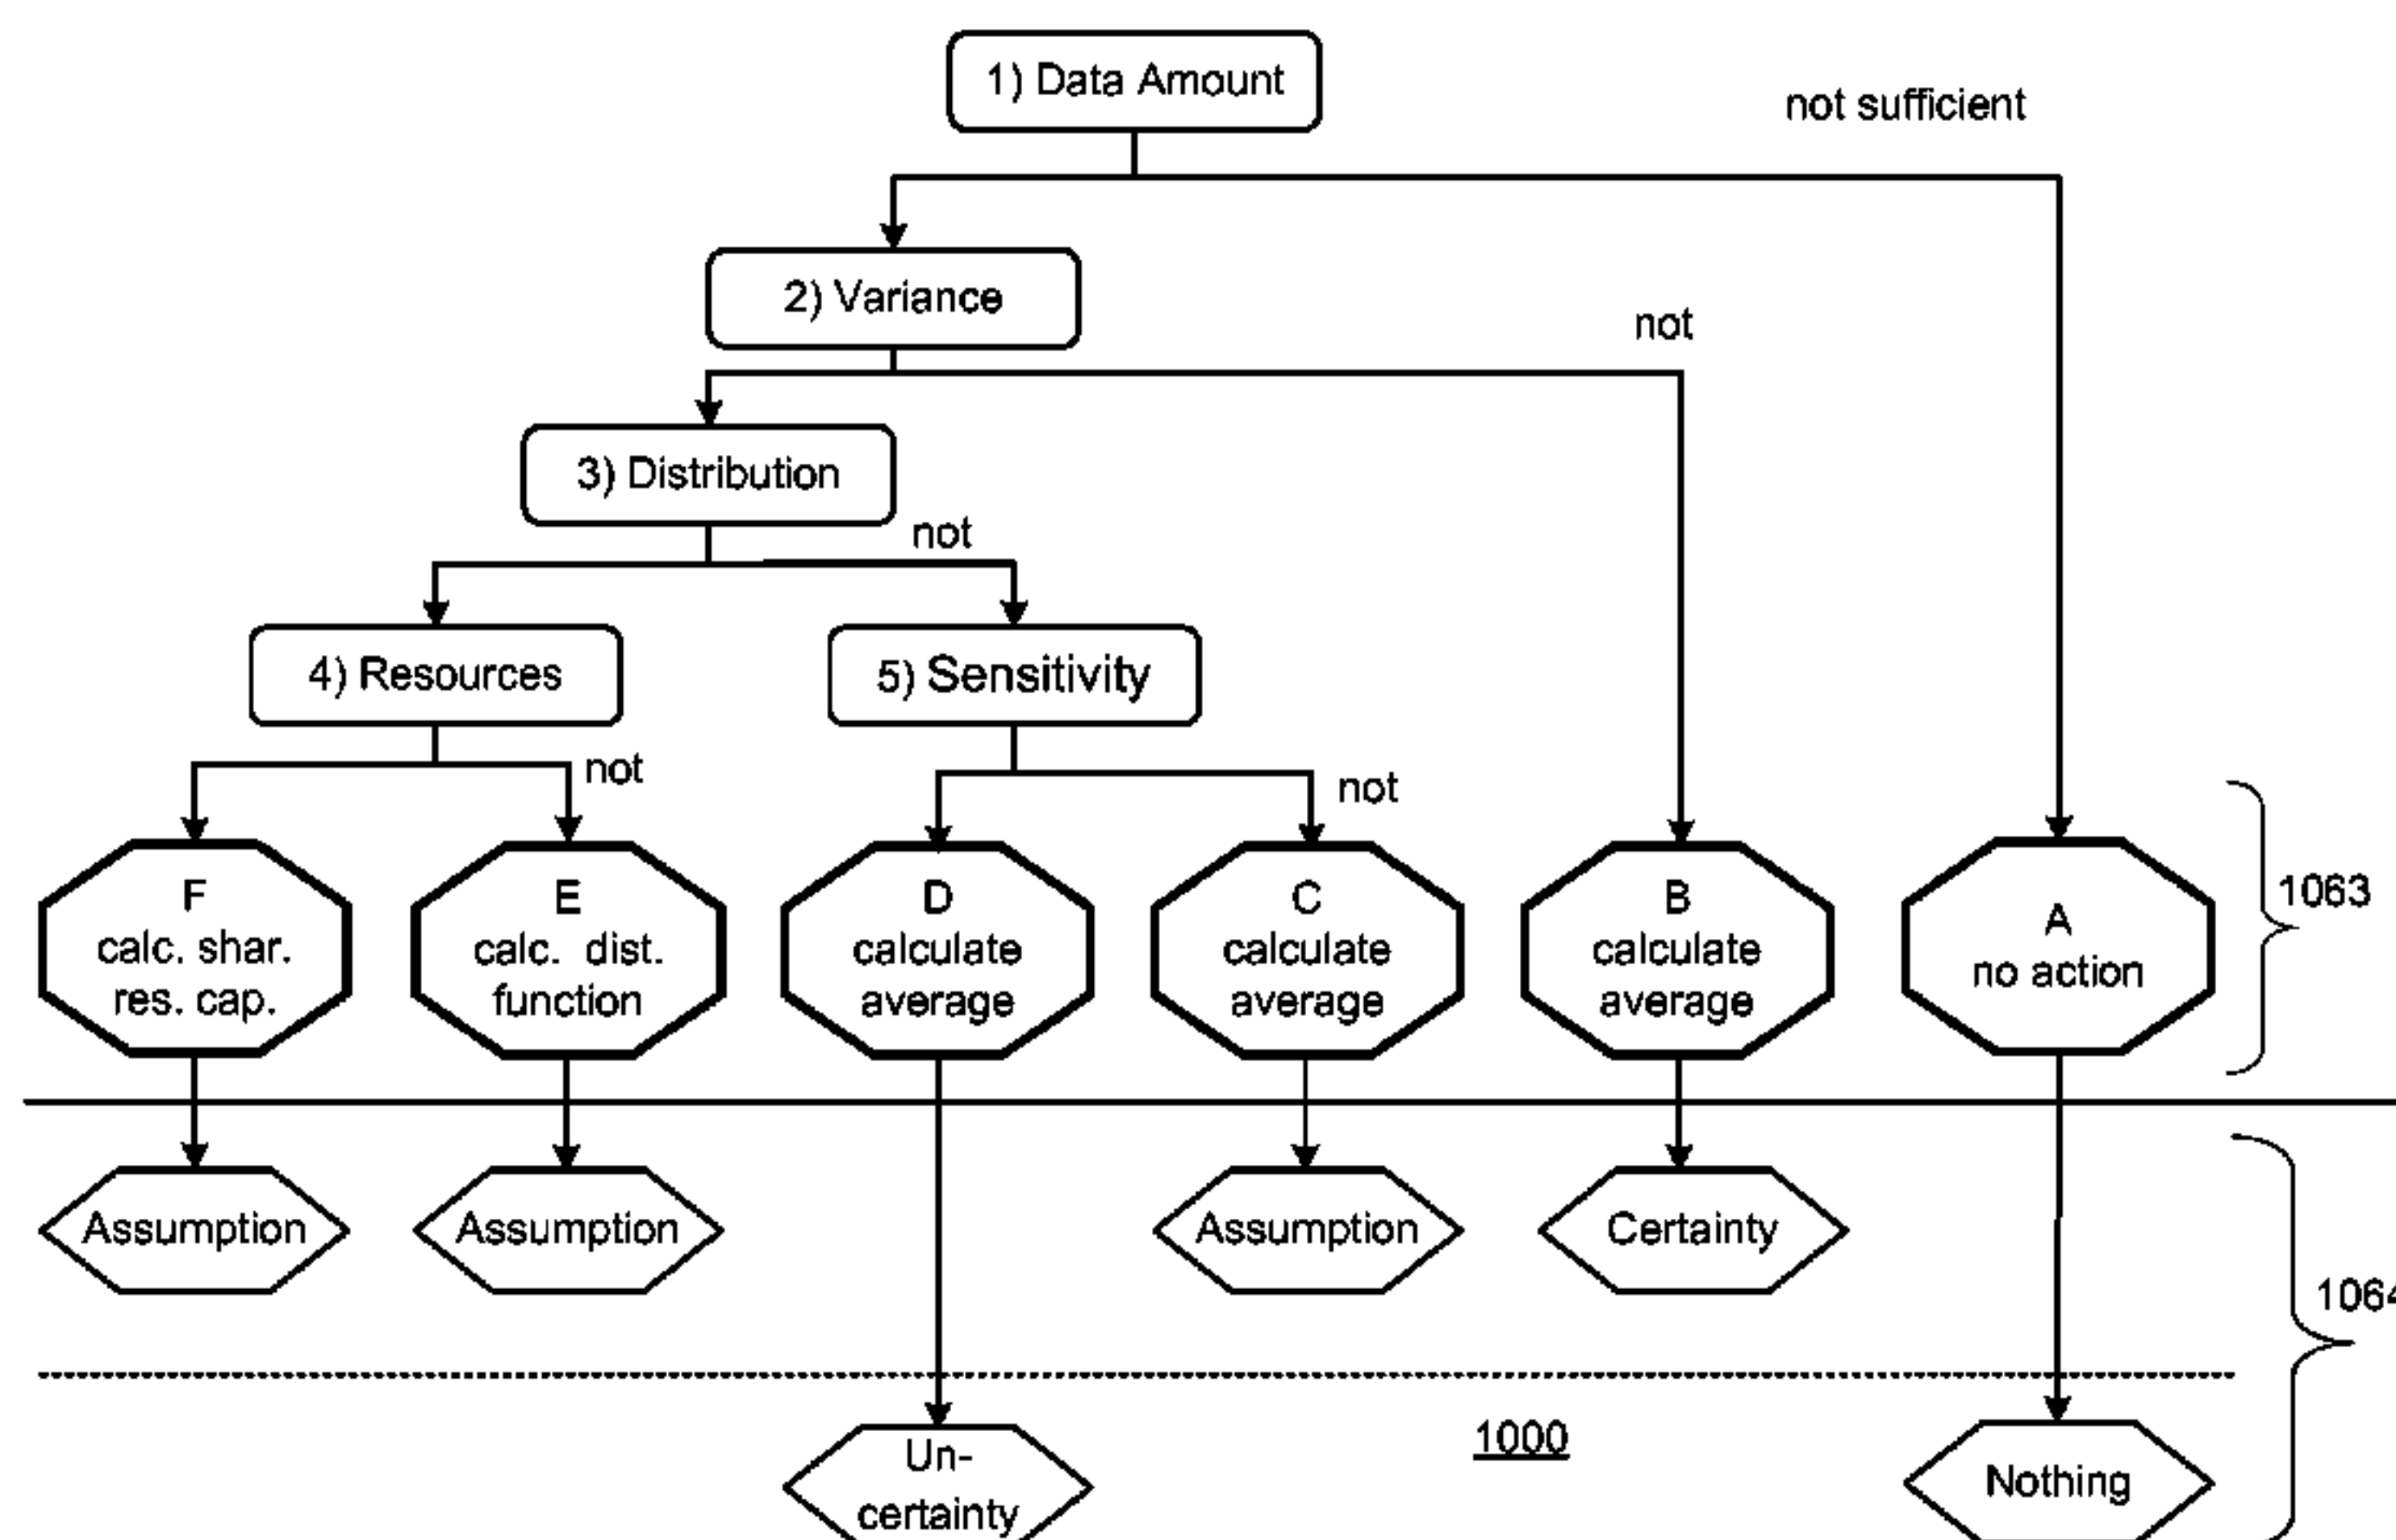 1) Data Amount
not sufficient
2) Variance
not
3) Distribution
not
4) Resources
5) Sensitivity
not
not
F
calc. shar.
res. cap.
E
calc. dist.
function
D
calculate
average
C
calculate
average
B
calculate
average
A
no action
1063
Assumption
Assumption
Assumption
Certainty
1064
Un-
certainty
1000
Nothing